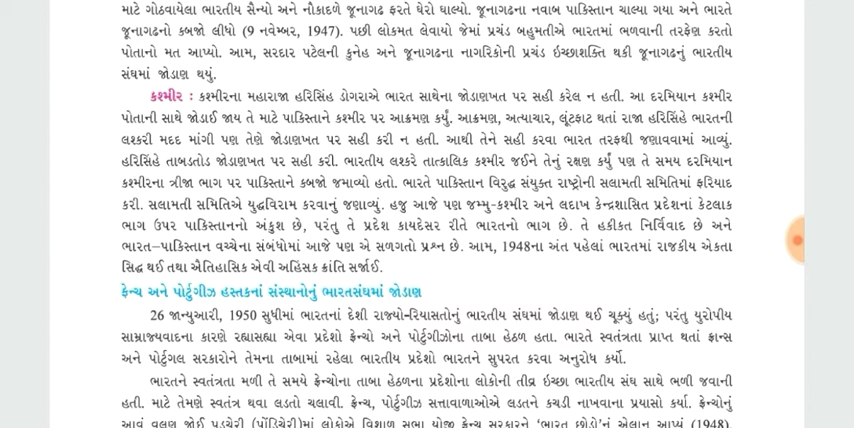 માટે ગોઠવાયેલા ભારતીય સૈન્યો અને નૌકાદળે જૂનાગઢ ફરતે ઘેરો ઘાલ્યો. જૂનાગઢના નવાબ પાકિસ્તાન ચાલ્યા ગયા અને ભારતે
જૂનાગઢનો કબજો લીધો (9 નવેમ્બર, 1947). પછી લોકમત લેવાયો જેમાં પ્રચંડ બહુમતીએ ભારતમાં ભળવાની તરફેણ કરતો
પોતાનો મત આપ્યો. આમ, સરદાર પટેલની કુનેહ અને જૂનાગઢના નાગરિકોની પ્રચંડ ઇચ્છાશક્તિ થકી જૂનાગઢનું ભારતીય
સંઘમાં જોડાણ થયું.
કશ્મીર : કશ્મીરના મહારાજા હરિસિંહ ડોગરાએ ભારત સાથેના જોડાણખત પર સહી કરેલ ન હતી. આ દરમિયાન કશ્મીર
પોતાની સાથે જોડાઈ જાય તે માટે પાકિસ્તાને કશ્મીર પર આક્રમણ કર્યું. આક્રમણ, અત્યાચાર, લૂંટફાટ થતાં રાજા હરિસિંહે ભારતની
લશ્કરી મદદ માંગી પણ તેણે જોડાણખત પર સહી કરી ન હતી. આથી તેને સહી કરવા ભારત તરફથી જણાવવામાં આવ્યું.
હરિસિંહે તાબડતોડ જોડાણખત પર સહી કરી. ભારતીય લશ્કરે તાત્કાલિક કશ્મીર જઈને તેનું રક્ષણ કર્યું પણ તે સમય દરમિયાન
કશ્મીરના ત્રીજા ભાગ પર પાકિસ્તાને કબજો જમાવ્યો હતો. ભારતે પાકિસ્તાન વિરુદ્ધ સંયુક્ત રાષ્ટ્રોની સલામતી સમિતિમાં ફરિયાદ
કરી. સલામતી સમિતિએ યુદ્ધવિરામ કરવાનું જણાવ્યું. હજુ આજે પણ જમ્મુ-કશ્મીર અને લદાખ કેન્દ્રશાસિત પ્રદેશનાં કેટલાક
ભાગ ઉપર પાકિસ્તાનનો અંકુશ છે, પરંતુ તે પ્રદેશ કાયદેસર રીતે ભારતનો ભાગ છે. તે હકીકત નિર્વિવાદ છે અને
ભારત–પાકિસ્તાન વચ્ચેના સંબંધોમાં આજે પણ એ સળગતો પ્રશ્ન છે. આમ, 1948ના અંત પહેલાં ભારતમાં રાજકીય એકતા
સિદ્ધ થઈ તથા ઐતિહાસિક એવી અહિંસક ક્રાંતિ સર્જાઈ.
ફ્રેન્ચ અને પોર્ટુગીઝ હસ્તકનાં સંસ્થાનોનું ભારતસંઘમાં જોડાણ
26 જાન્યુઆરી, 1950 સુધીમાં ભારતનાં દેશી રાજ્યો-રિયાસતોનું ભારતીય સંઘમાં જોડાણ થઈ ચૂક્યું હતું; પરંતુ યુરોપીય
સામ્રાજ્યવાદના કારણે રહ્યાસહ્યા એવા પ્રદેશો ફ્રેન્ચો અને પોર્ટુગીઝોના તાબા હેઠળ હતા. ભારતે સ્વતંત્રતા પ્રાપ્ત થતાં ફ્રાન્સ
અને પોર્ટુગલ સરકારોને તેમના તાબામાં રહેલા ભારતીય પ્રદેશો ભારતને સુપરત કરવા અનુરોધ કર્યો.
ભારતને સ્વતંત્રતા મળી તે સમયે ફ્રેન્ચોના તાબા હેઠળના પ્રદેશોના લોકોની તીવ્ર ઇચ્છા ભારતીય સંઘ સાથે ભળી જવાની
હતી. માટે તેમણે સ્વતંત્ર થવા લડતો ચલાવી. ફ્રેન્ચ, પોર્ટુગીઝ સત્તાવાળાઓએ લડતને કચડી નાખવાના પ્રયાસો કર્યા. ફ્રેન્ચોનું
આવું વલણ જોઈ પુડુચેરી (પોંડિચેરી)માં લોકોએ વિશાળ સભા યોજી ફ્રેન્ચ સરકારને 'ભારત છોડો'નું એલાન આપ્યું (1948).